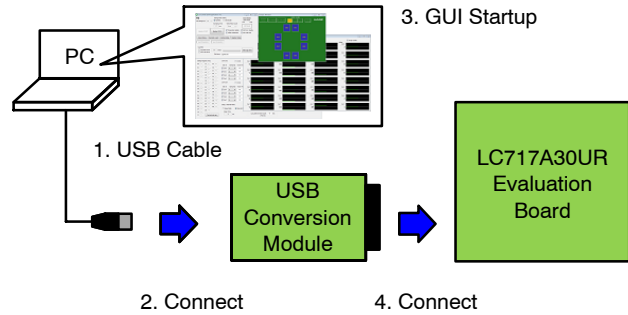 3. GUI Startup
PC
1. USB Cable
USB
Conversion
Module
LC717A30UR
Evaluation
Board
2. Connect
4. Connect